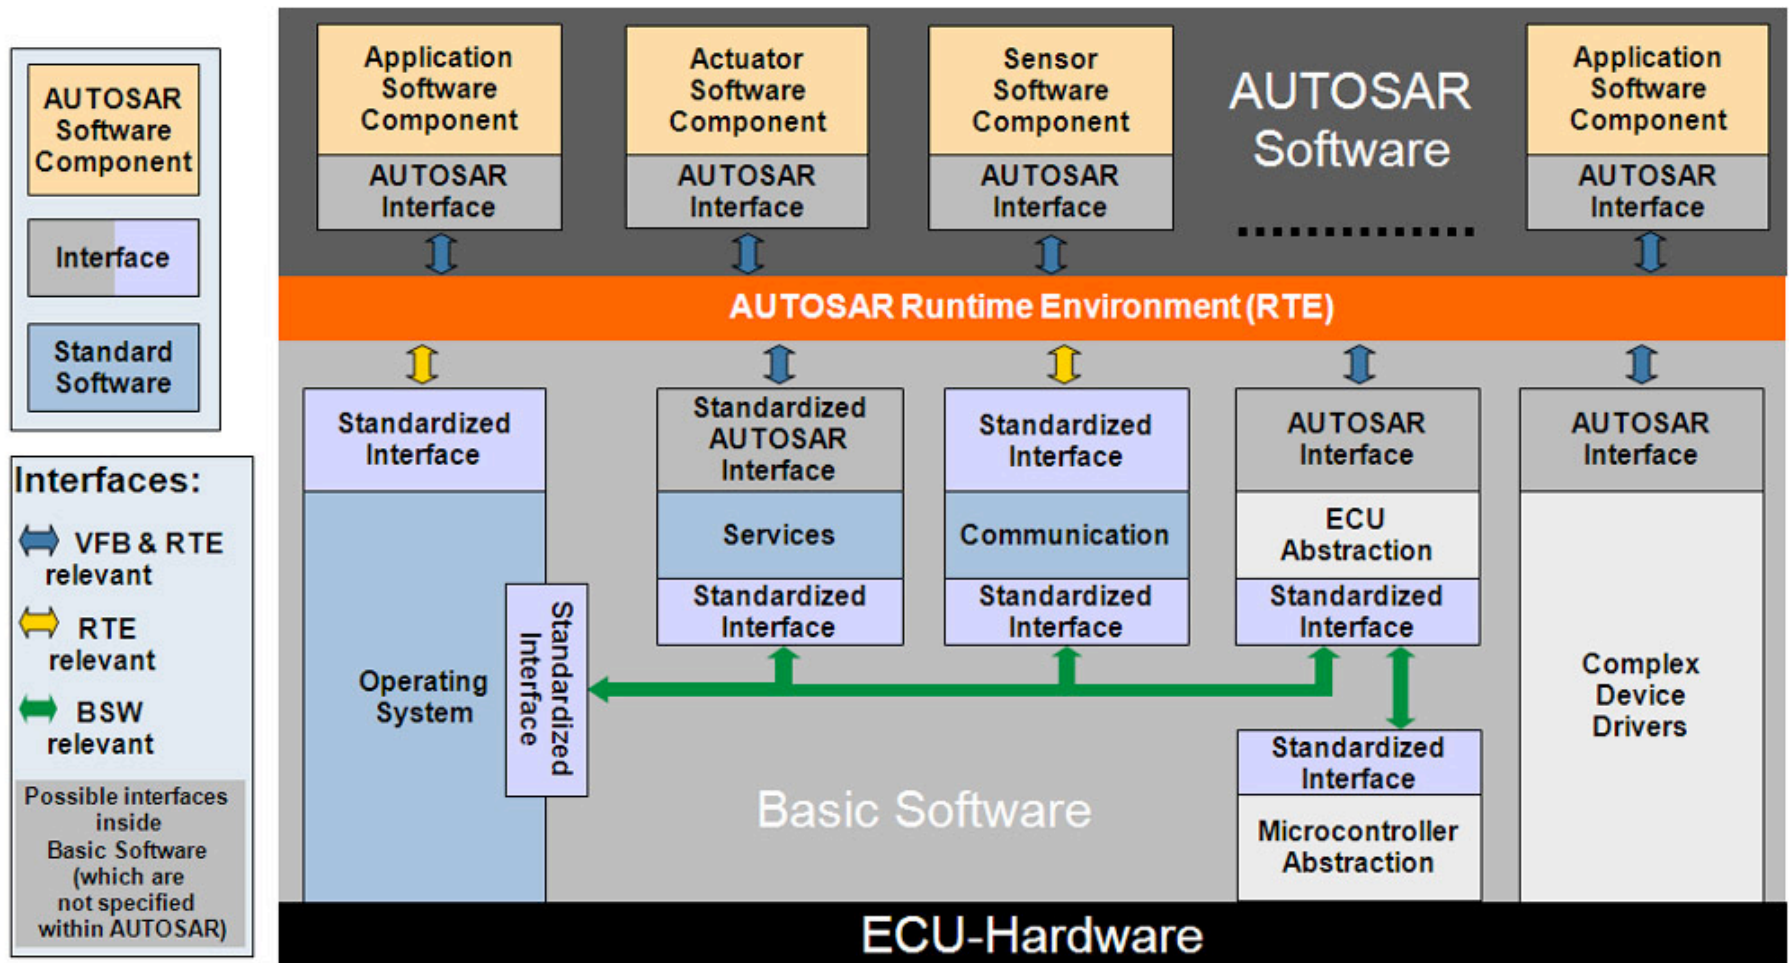 AUTOSAR
Software
Component
Interface
Standard
Software
Interfaces:
VFB & RTE
relevant
RTE
relevant
BSW
relevant
Possible interfaces
inside
Basic Software
(which are
not specified
within AUTOSAR)
Application
Software
Component
AUTOSAR
Interface
Actuator
Software
Component
AUTOSAR
Interface
Sensor
Software
Component
AUTOSAR
Interface
AUTOSAR
Software
Application
Software
Component
AUTOSAR
Interface
AUTOSAR Runtime Environment (RTE)
Standardized
Interface
Operating
System
Standardized
Interface
Standardized
AUTOSAR
Interface
Services
Standardized
Interface
Standardized
Interface
Communication
Standardized
Interface
AUTOSAR
Interface
ECU
Abstraction
Standardized
Interface
Standardized
Interface
Microcontroller
Abstraction
AUTOSAR
Interface
Complex
Device
Drivers
Basic Software
ECU-Hardware